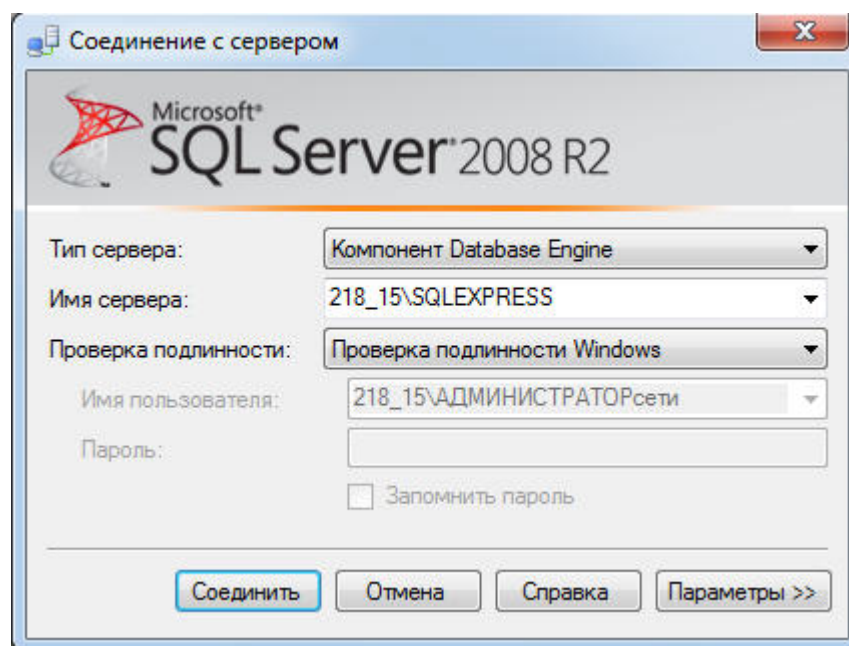 Соединение с сервером
Microsoft®
SQL Server® 2008 R2
Тип сервера: Компонент Database Engine
Имя сервера: 218_15\SQLEXPRESS
Проверка подлинности: Проверка подлинности Windows
Имя пользователя: 218_15\АДМИНИСТРАТОРсети
Пароль:
Запомнить пароль
Соединить Отмена Справка Параметры >>